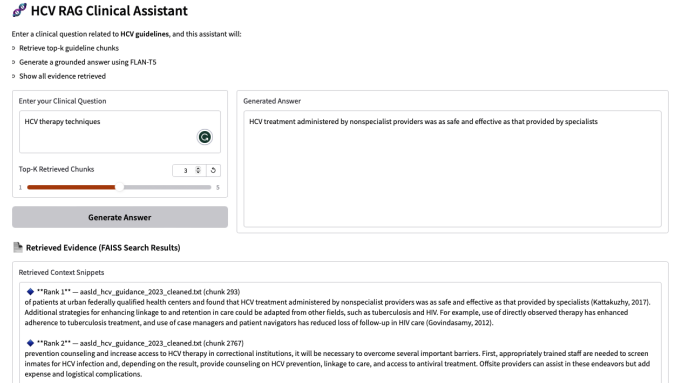 🧬 HCV RAG Clinical Assistant
Enter a clinical question related to HCV guidelines, and this assistant will:
Retrieve top-k guideline chunks
Generate a grounded answer using FLAN-T5
Show all evidence retrieved
Enter your Clinical Question
HCV therapy techniques
Top-K Retrieved Chunks
3
1
5
Generate Answer
Generated Answer
HCV treatment administered by nonspecialist providers was as safe and effective as that provided by specialists
Retrieved Evidence (FAISS Search Results)
Retrieved Context Snippets
🔷 **Rank 1** — aasld_hcv_guidance_2023_cleaned.txt (chunk 293)
of patients at urban federally qualified health centers and found that HCV treatment administered by nonspecialist providers was as safe and effective as that provided by specialists (Kattakuzhy, 2017).
Additional strategies for enhancing linkage to and retention in care could be adapted from other fields, such as tuberculosis and HIV. For example, use of directly observed therapy has enhanced
adherence to tuberculosis treatment, and use of case managers and patient navigators has reduced loss of follow-up in HIV care (Govindasamy, 2012).
🔷 **Rank 2** — aasld_hcv_guidance_2023_cleaned.txt (chunk 2767)
prevention counseling and increase access to HCV therapy in correctional institutions, it will be necessary to overcome several important barriers. First, appropriately trained staff are needed to screen
inmates for HCV infection and, depending on the result, provide counseling on HCV prevention, linkage to care, and access to antiviral treatment. Offsite providers can assist in these endeavors but add
expense and logistical complications.